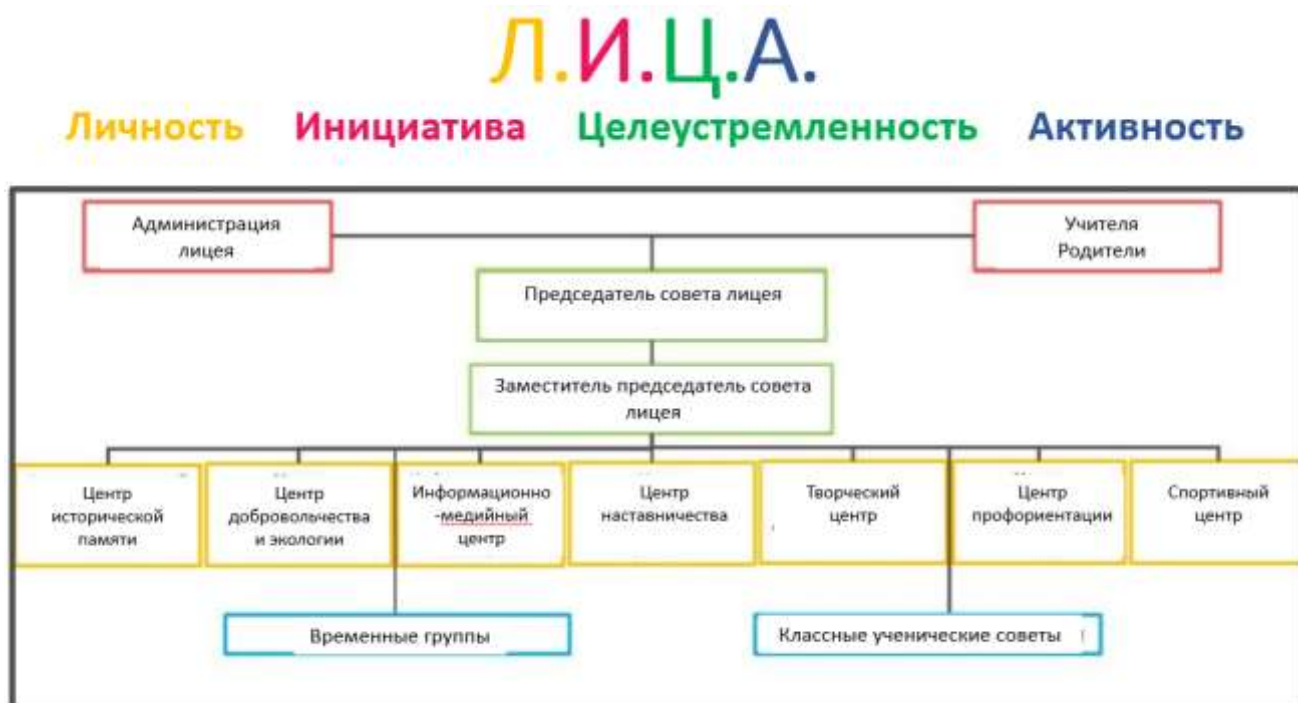 Л.И.Ц.А.
Личность Инициатива Целеустремленность Активность
Администрация
лицея
Учителя
Родители
Председатель совета лицея
Заместитель председатель совета
лицея
Центр
исторической
памяти
Центр
добровольчества
и экологии
Информационно
-медийный
центр
Центр
наставничества
Творческий
центр
Центр
профориентации
Спортивный
центр
Временные группы
Классные ученические советы